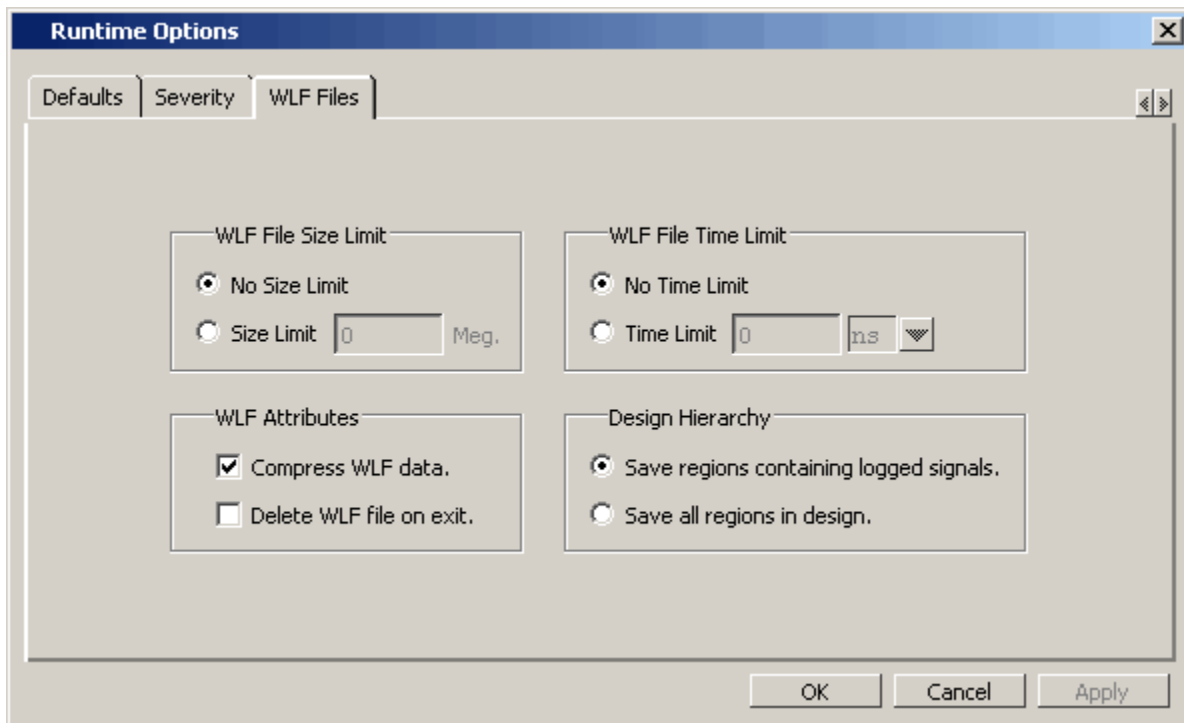 Runtime Options
Defaults Severity WLF Files
WLF File Size Limit
No Size Limit
Size Limit 0 Meg.
WLF File Time Limit
No Time Limit
Time Limit 0 ns
WLF Attributes
Compress WLF data.
Delete WLF file on exit.
Design Hierarchy
Save regions containing logged signals.
Save all regions in design.
OK Cancel Apply